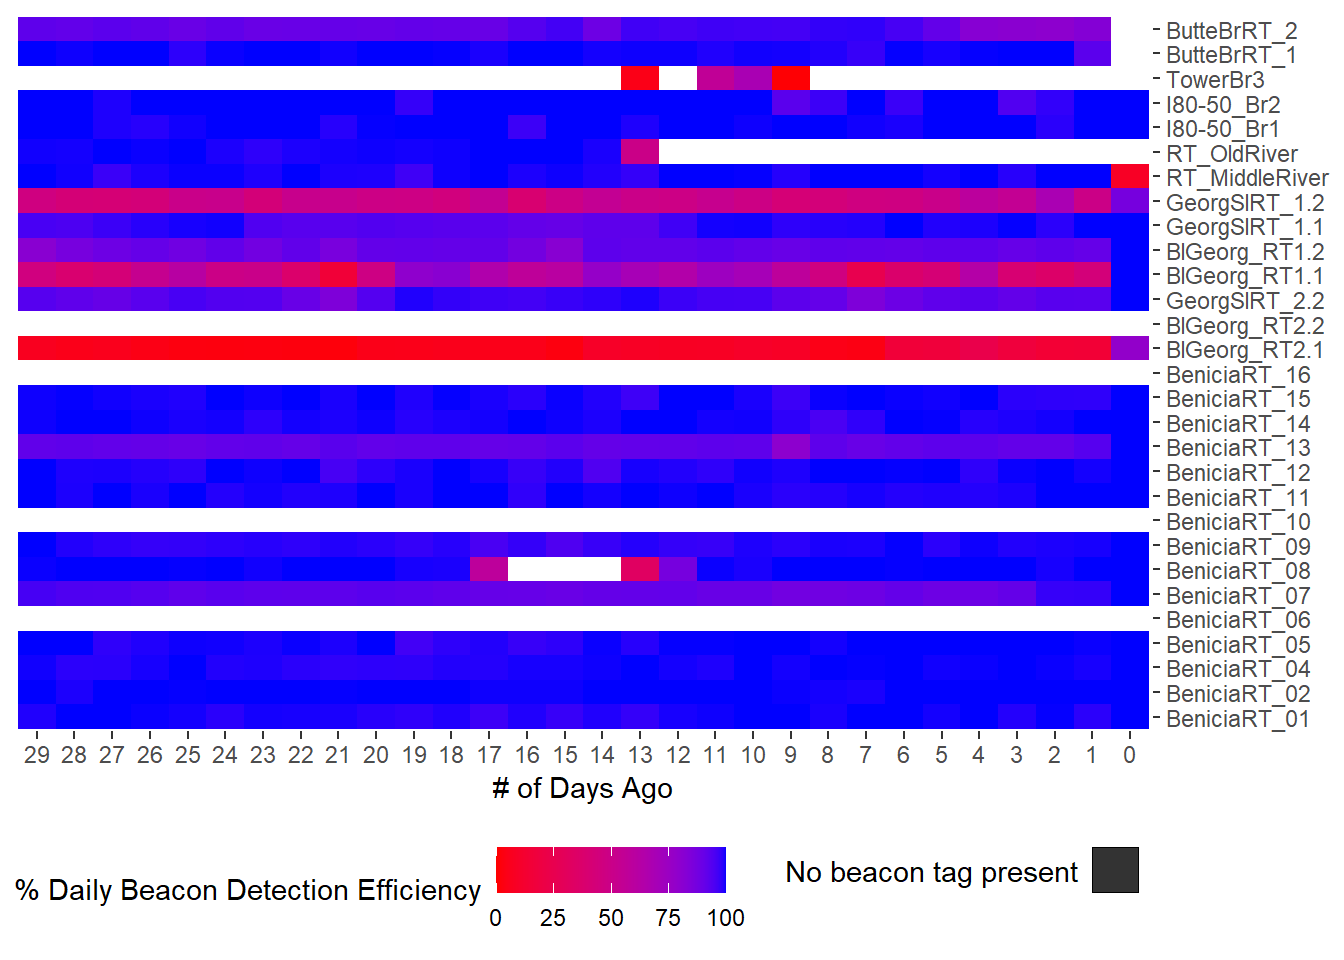 ButteBrRT_2
ButteBrRT_1
TowerBr3
I80-50_Br2
I80-50_Br1
RT_OldRiver
RT_MiddleRiver
GeorgSlRT_1.2
GeorgSlRT_1.1
BlGeorg_RT1.2
BlGeorg_RT1.1
GeorgSlRT_2.2
BlGeorg_RT2.2
BlGeorg_RT2.1
BeniciaRT_16
BeniciaRT_15
BeniciaRT_14
BeniciaRT_13
BeniciaRT_12
BeniciaRT_11
BeniciaRT_10
BeniciaRT_09
BeniciaRT_08
BeniciaRT_07
BeniciaRT_06
BeniciaRT_05
BeniciaRT_04
BeniciaRT_02
BeniciaRT_01
29 28 27 26 25 24 23 22 21 20 19 18 17 16 15 14 13 12 11 10 9 8 7 6 5 4 3 2 1 0
# of Days Ago
% Daily Beacon Detection Efficiency
0 25 50 75 100
No beacon tag present